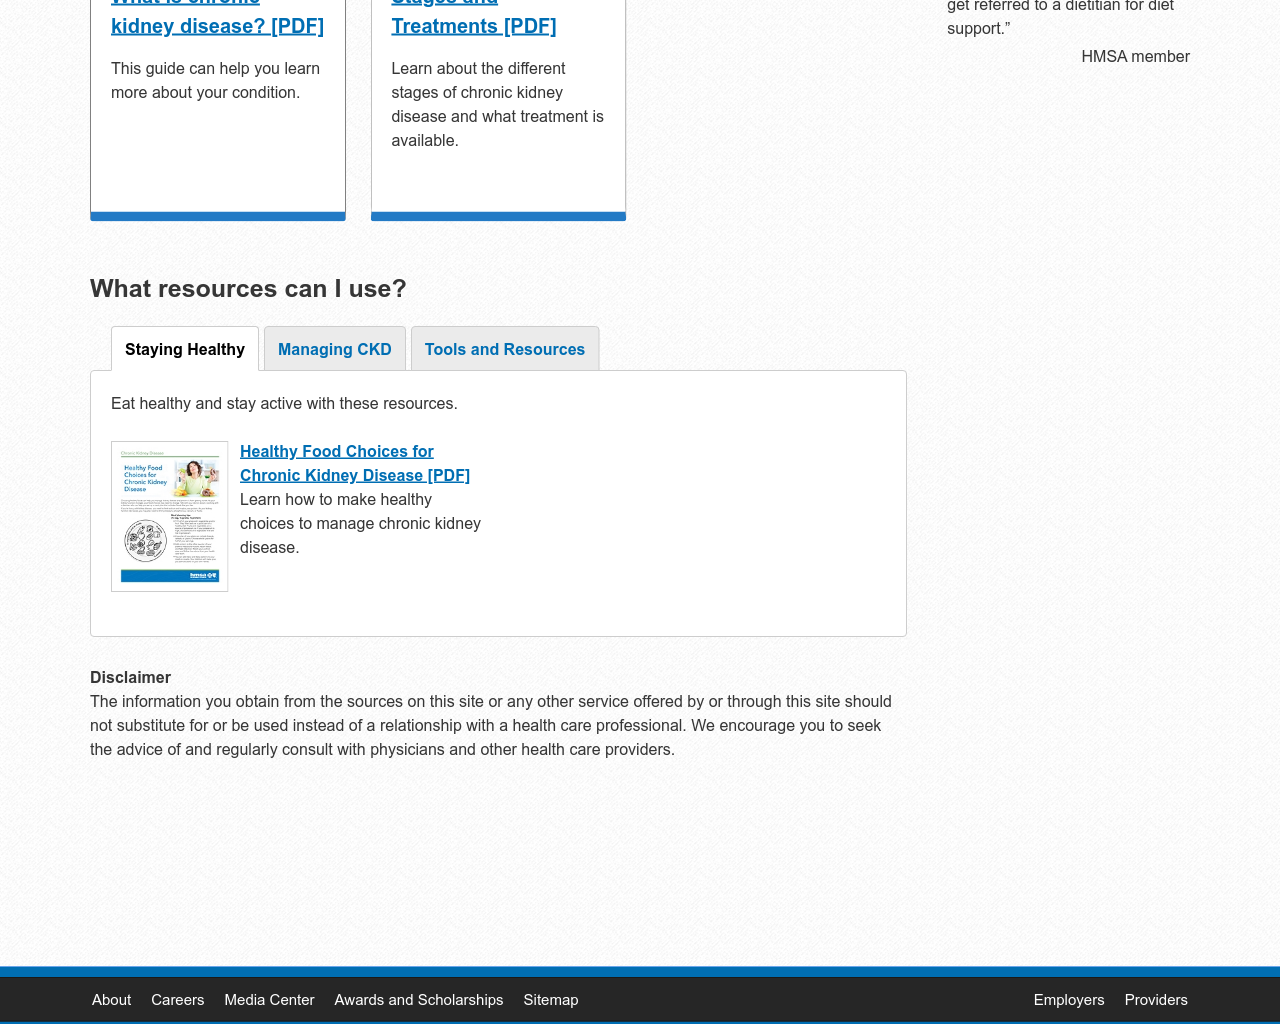 What is chronic
kidney disease? [PDF]
This guide can help you learn
more about your condition.
Stages and
Treatments [PDF]
Learn about the different
stages of chronic kidney
disease and what treatment is
available.
get referred to a dietitian for diet
support.”
HMSA member
What resources can I use?
Staying Healthy
Managing CKD
Tools and Resources
Eat healthy and stay active with these resources.
Chronic Kidney Disease
Healthy Food
Choices for
Chronic Kidney
Disease
Healthy Food Choices for
Chronic Kidney Disease [PDF]
Learn how to make healthy
choices to manage chronic kidney
disease.
Disclaimer
The information you obtain from the sources on this site or any other service offered by or through this site should
not substitute for or be used instead of a relationship with a health care professional. We encourage you to seek
the advice of and regularly consult with physicians and other health care providers.
About Careers Media Center Awards and Scholarships Sitemap Employers Providers